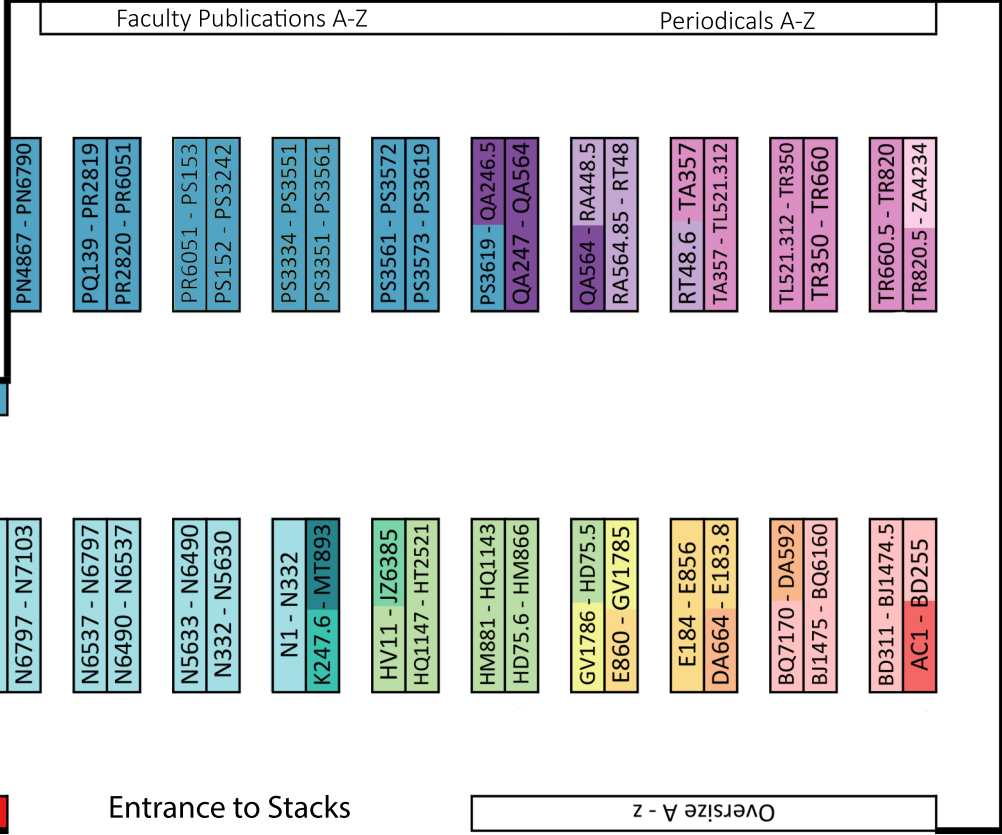 Faculty Publications A-Z
Periodicals A-Z
PN4867 - PN6790
PQ139 - PR2819
PR2820 - PR6051
PR6051 - PS153
PS152 - PS3242
PS3334 - PS3551
PS3351 - PS3561
PS3561 - PS3572
PS3573 - PS3619
PS3619 - QA246.5
QA247 - QA564
QA564 - RA448.5
RA564.85 - RT48
RT48.6 - TA357
TA357 - TL521.312
TL521.312 - TR350
TR350 - TR660
TR660.5 - TR820
TR820.5 - ZA4234
N6797 - N7103
N6537 - N6797
N6490 - N6537
N5633 - N6490
N332 - N5630
N1 - N332
K247.6 - MT893
HV11 - JZ6385
HQ1147 - HT2521
HM881 - HQ1143
HD75.6 - HM866
GV1786 - HD75.5
E860 - GV1785
E184 - E856
DA664 - E183.8
BQ7170 - DA592
BJ1475 - BQ6160
BD311 - BJ1474.5
AC1 - BD255
Entrance to Stacks
Oversize A - z